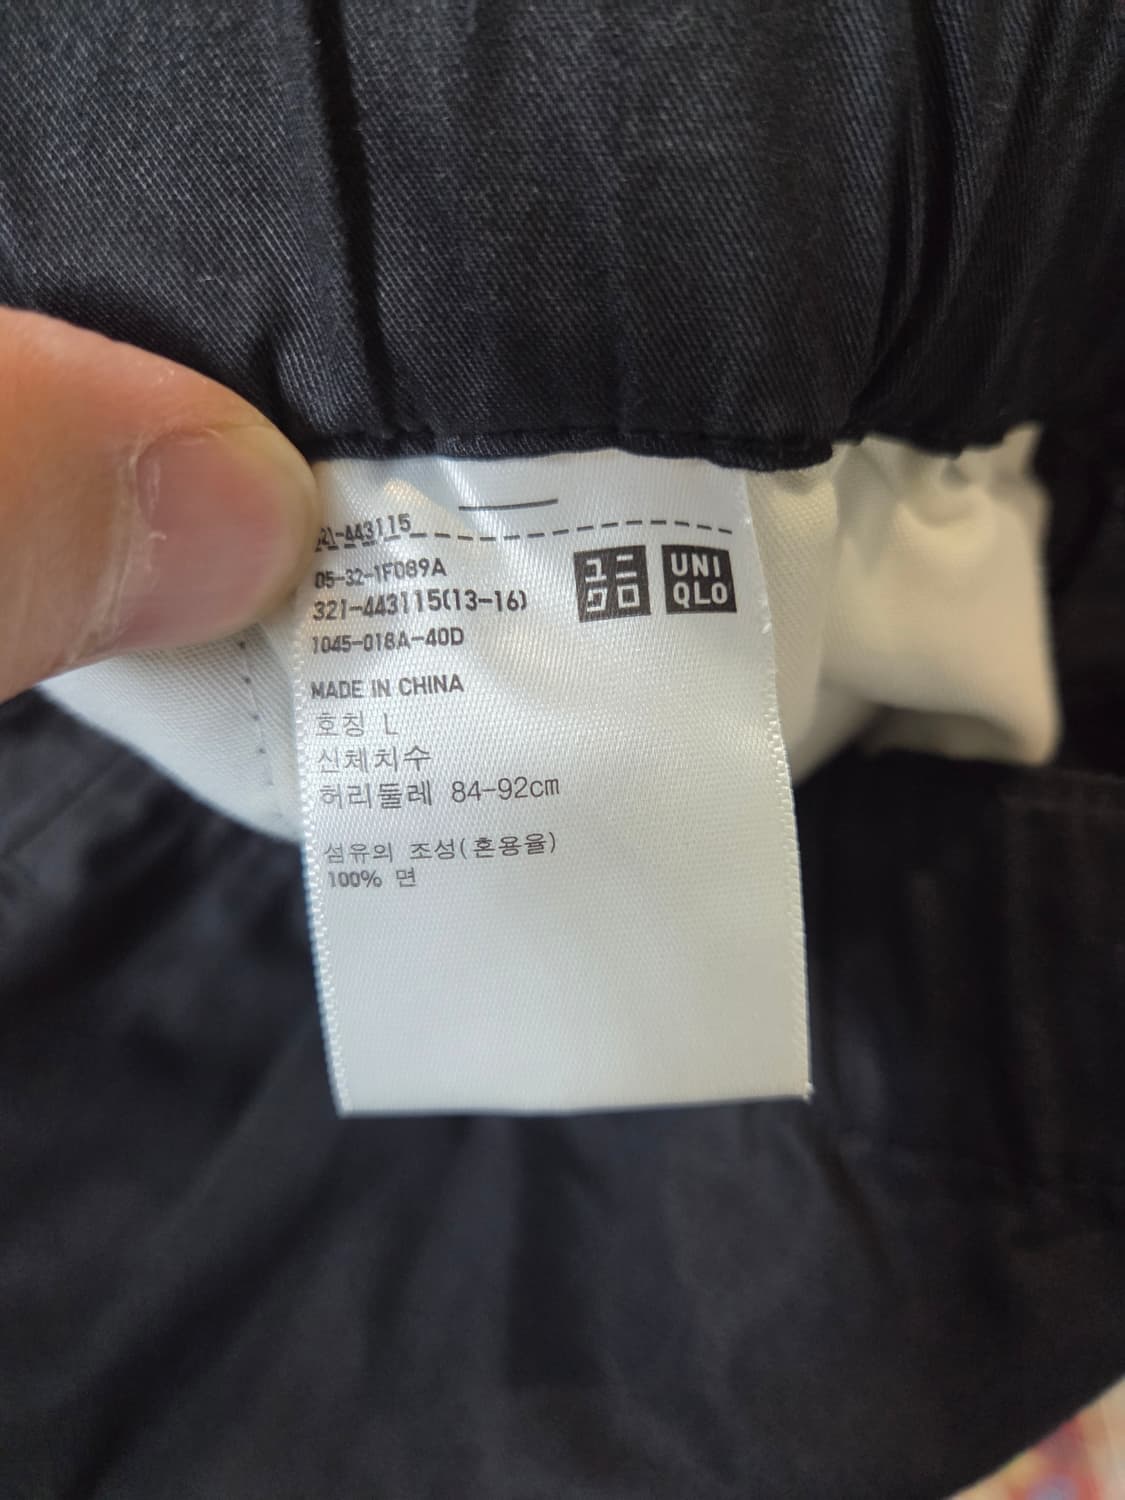 21-443115
05-32-1F089A
321-443115(13-16)
1045-018A-40D
ユニ
クロ
UNI
QLO
MADE IN CHINA
호칭 L
신체치수
허리둘레 84-92cm
섬유의 조성(혼용율)
100% 면